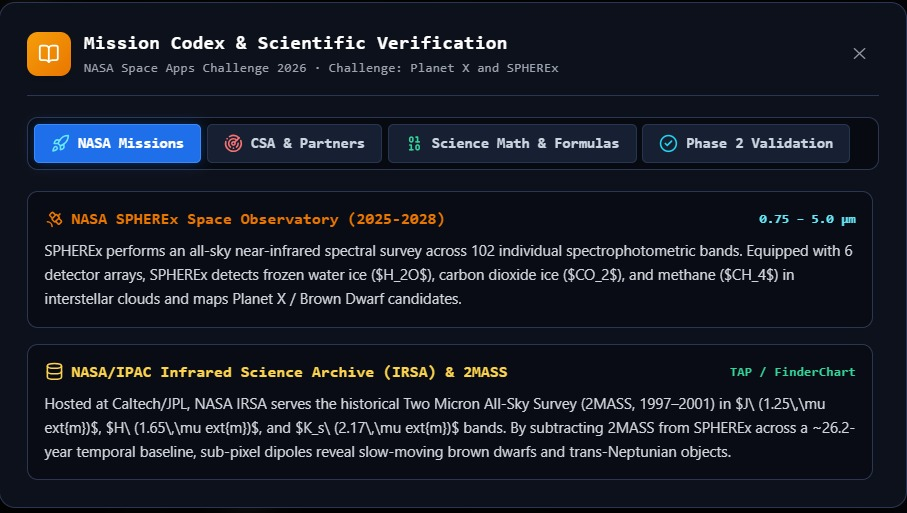 Mission Codex & Scientific Verification
NASA Space Apps Challenge 2026 · Challenge: Planet X and SPHEREx
NASA Missions
CSA & Partners
Science Math & Formulas
Phase 2 Validation
NASA SPHEREx Space Observatory (2025-2028)
0.75 – 5.0 μm
SPHEREx performs an all-sky near-infrared spectral survey across 102 individual spectrophotometric bands. Equipped with 6
detector arrays, SPHEREx detects frozen water ice ($H_2O$), carbon dioxide ice ($CO_2$), and methane ($CH_4$) in
interstellar clouds and maps Planet X / Brown Dwarf candidates.
NASA/IPAC Infrared Science Archive (IRSA) & 2MASS
TAP / FinderChart
Hosted at Caltech/JPL, NASA IRSA serves the historical Two Micron All-Sky Survey (2MASS, 1997–2001) in $J\ (1.25\,\mu
ext{m})$, $H\ (1.65\,\mu ext{m})$, and $K_s\ (2.17\,\mu ext{m})$ bands. By subtracting 2MASS from SPHEREx across a ~26.2-
year temporal baseline, sub-pixel dipoles reveal slow-moving brown dwarfs and trans-Neptunian objects.